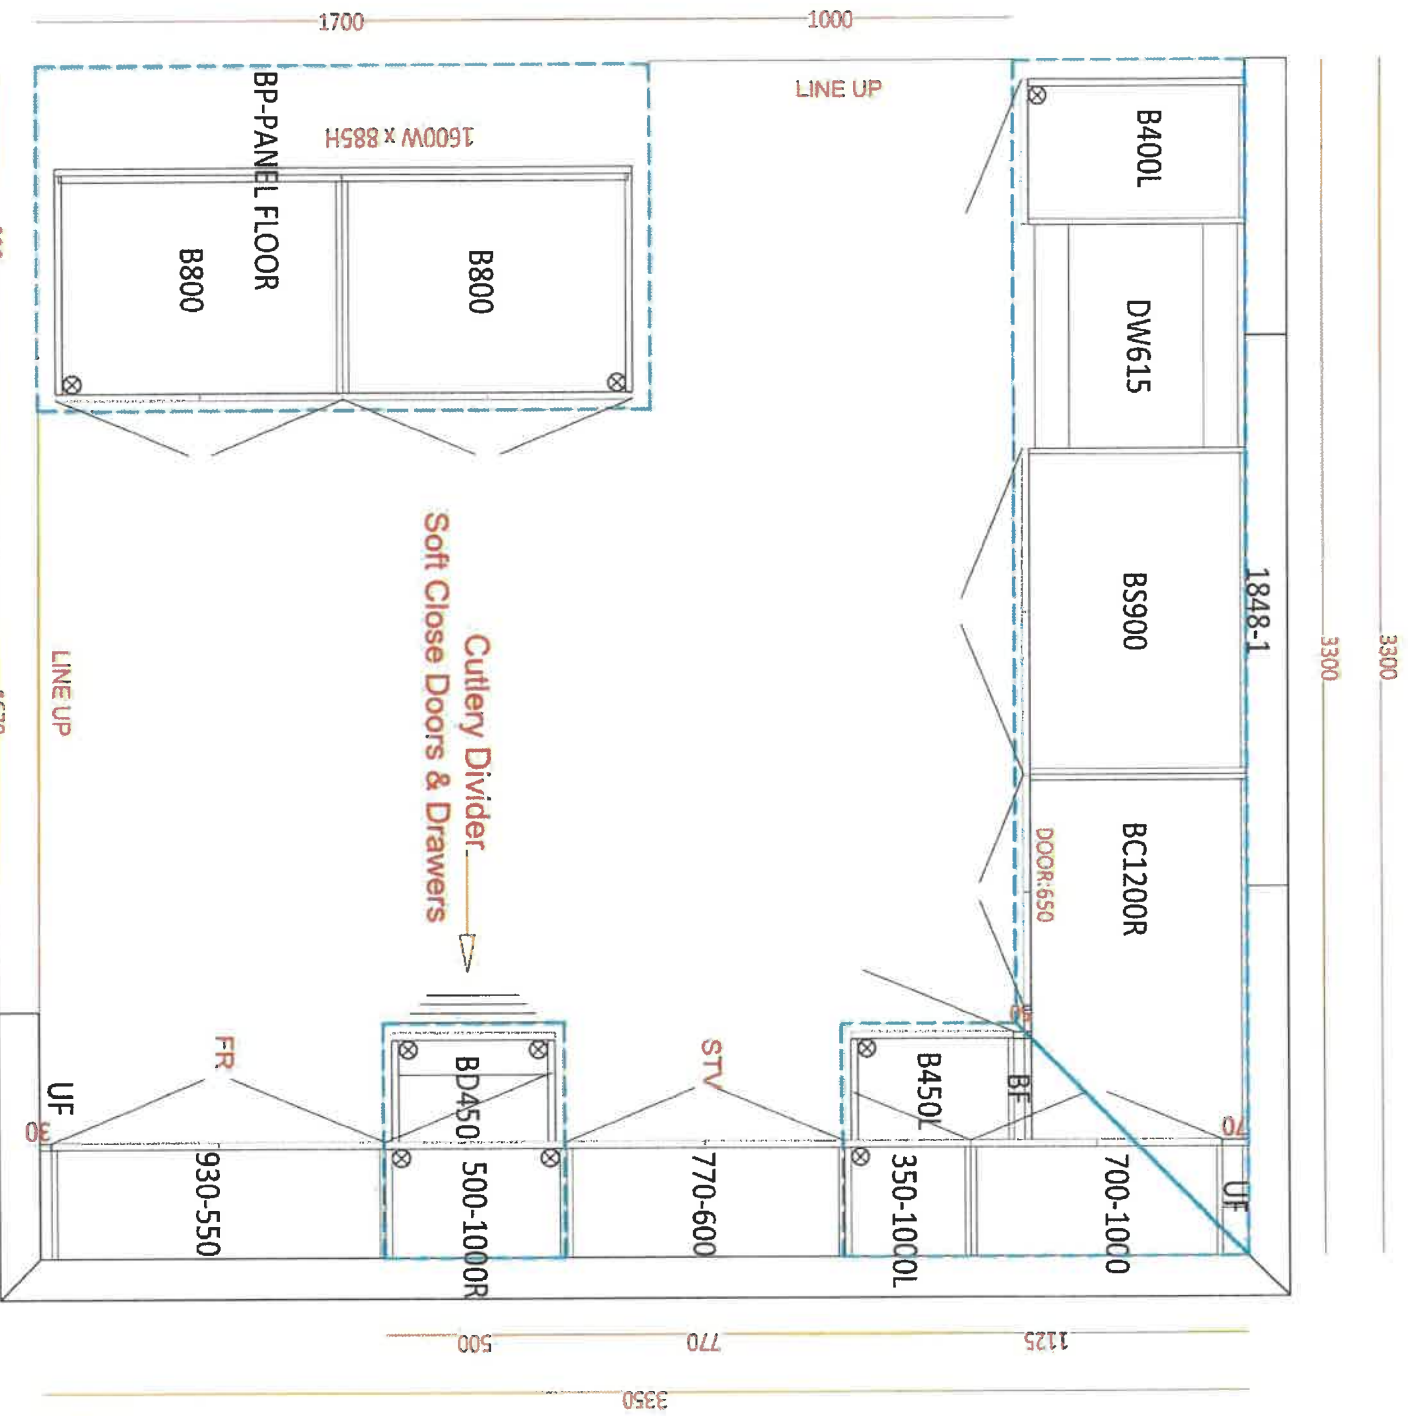 1700
1000
LINE UP
BP-PANEL FLOOR
1600W x 885H
B800
B800
B400L
DW615
BS900
1848-1
3300
3300
BC1200R
DOOR:650
LINE UP
Cutlery Divider
Soft Close Doors & Drawers
FR
UF
30
BD450
STV
B450L
BF
70
UF
930-550
500-1000R
770-600
350-1000L
700-1000
500
770
1125
3350